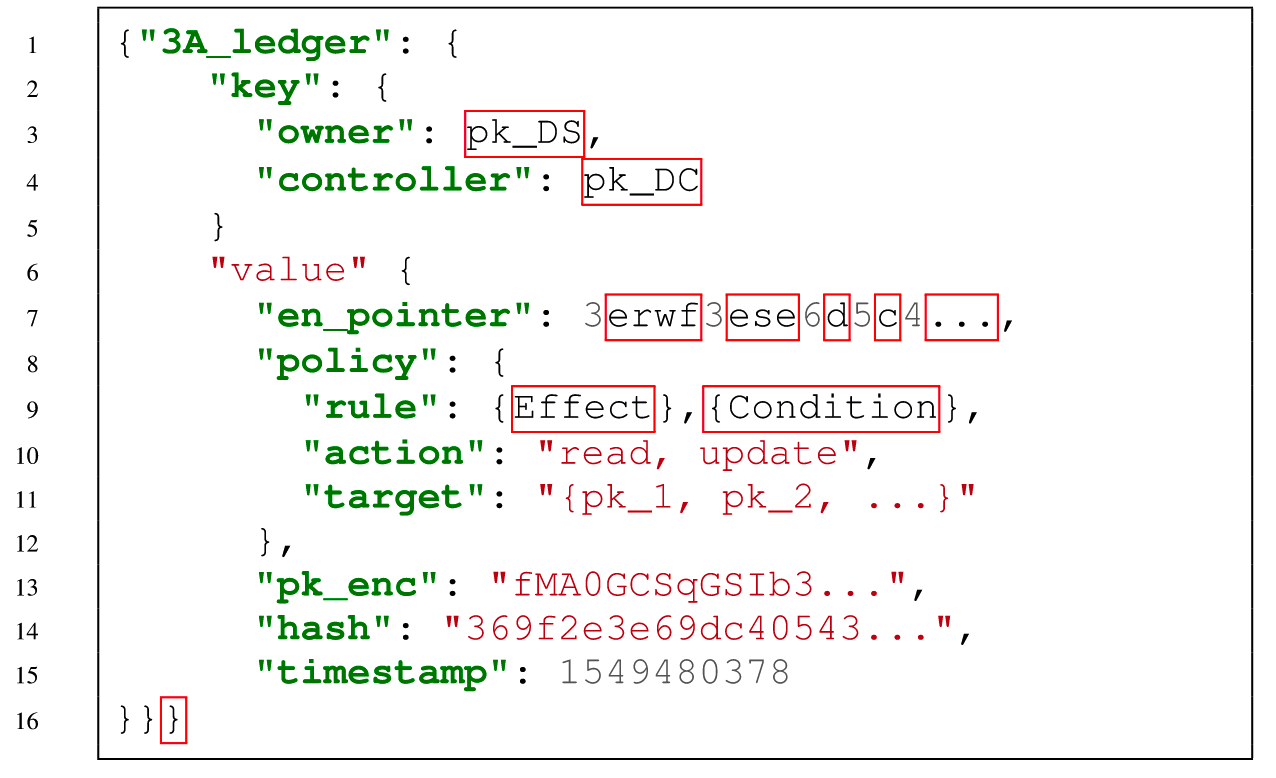 1 {"3A_ledger": {
2 "key": {
3 "owner": pk_DS,
4 "controller": pk_DC
5 }
6 "value" {
7 "en_pointer": 3erwf3ese6d5c4...,
8 "policy": {
9 "rule": {Effect},{Condition},
10 "action": "read, update",
11 "target": "{pk_1, pk_2, ...}"
12 },
13 "pk_enc": "fMA0GCSqGSIb3...",
14 "hash": "369f2e3e69dc40543...",
15 "timestamp": 1549480378
16 }}}